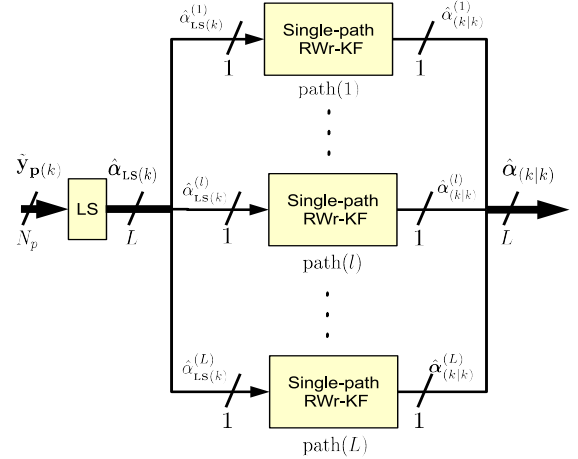 α̂_LS(k)^(1)
1
Single-path
RWr-KF
α̂_(k|k)^(1)
1
path(1)
ỹ_p(k)
N_p
LS
α̂_LS(k)
L
α̂_LS(k)^(l)
1
Single-path
RWr-KF
α̂_(k|k)^(l)
1
path(l)
α̂_(k|k)
L
α̂_LS(k)^(L)
1
Single-path
RWr-KF
α̂_(k|k)^(L)
1
path(L)